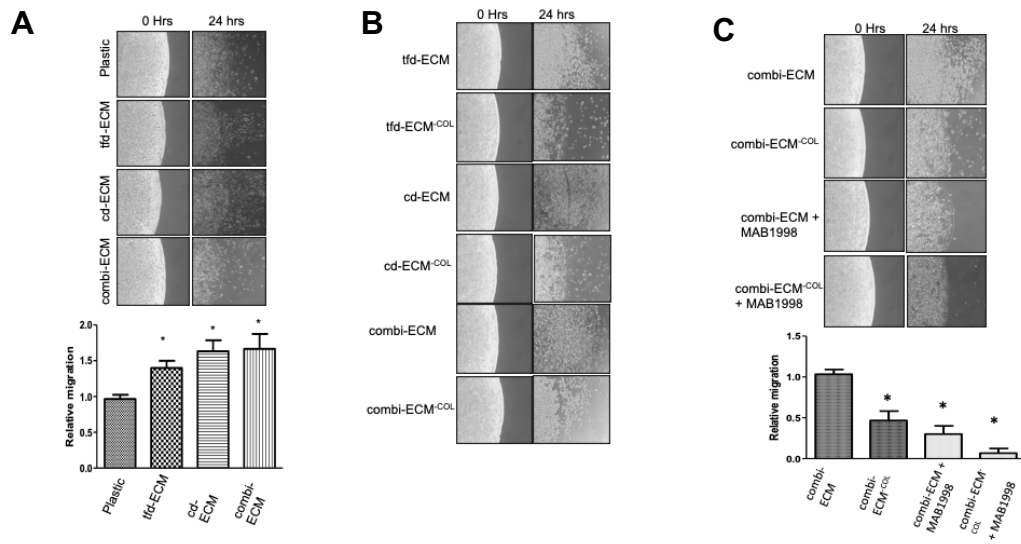 A
0 Hrs 24 hrs
Plastic
tfd-ECM
cd-ECM
combi-ECM
Relative migration
2.0
1.5
1.0
0.5
0.0
*
*
*
Plastic
tfd-ECM
cd-
ECM
combi-
ECM
B
0 Hrs 24 hrs
tfd-ECM
tfd-ECM-COL
cd-ECM
cd-ECM-COL
combi-ECM
combi-ECM-COL
C
0 Hrs 24 hrs
combi-ECM
combi-ECM-COL
combi-ECM +
MAB1998
combi-ECM-COL
+ MAB1998
Relative migration
1.5
1.0
0.5
0.0
*
*
*
combi-
ECM
combi-
ECM-COL
combi-ECM +
MAB1998
combi-ECM-
COL
+ MAB1998